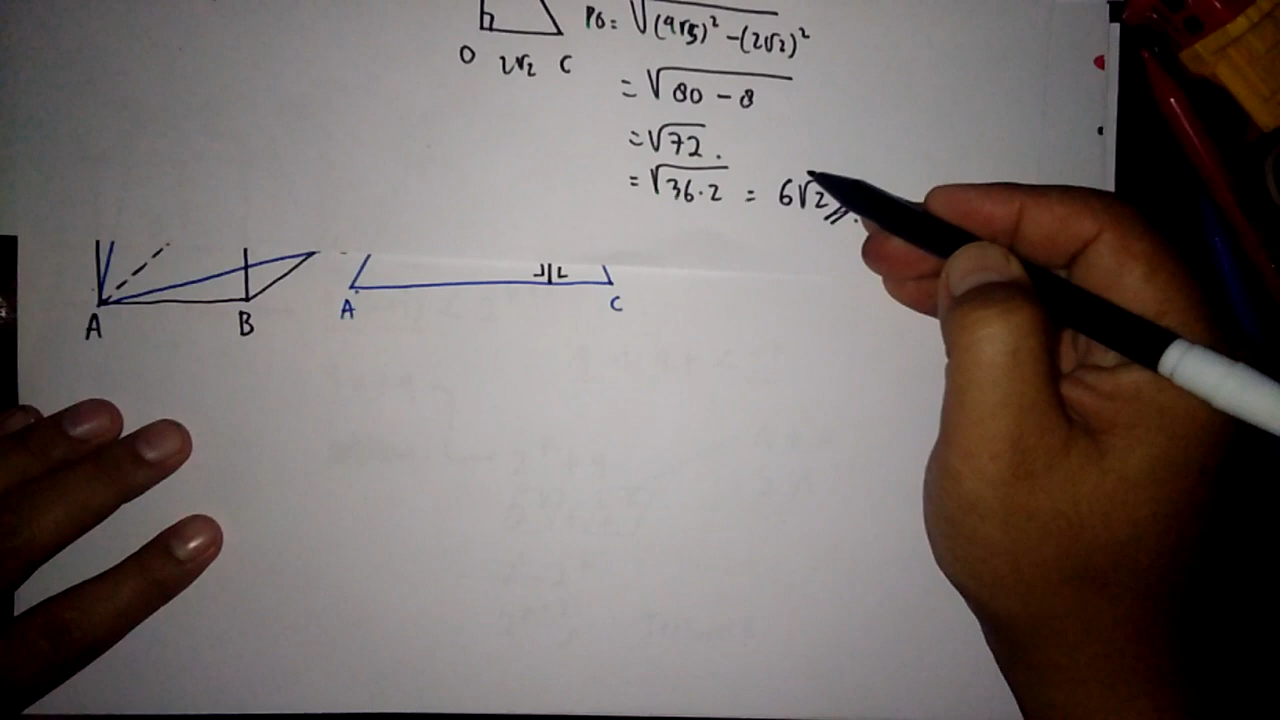 PO = √(4√5)² - (2√2)²
O 2√2 C
= √80 - 8
= √72.
= √36.2 = 6√2 //.
A B
A C